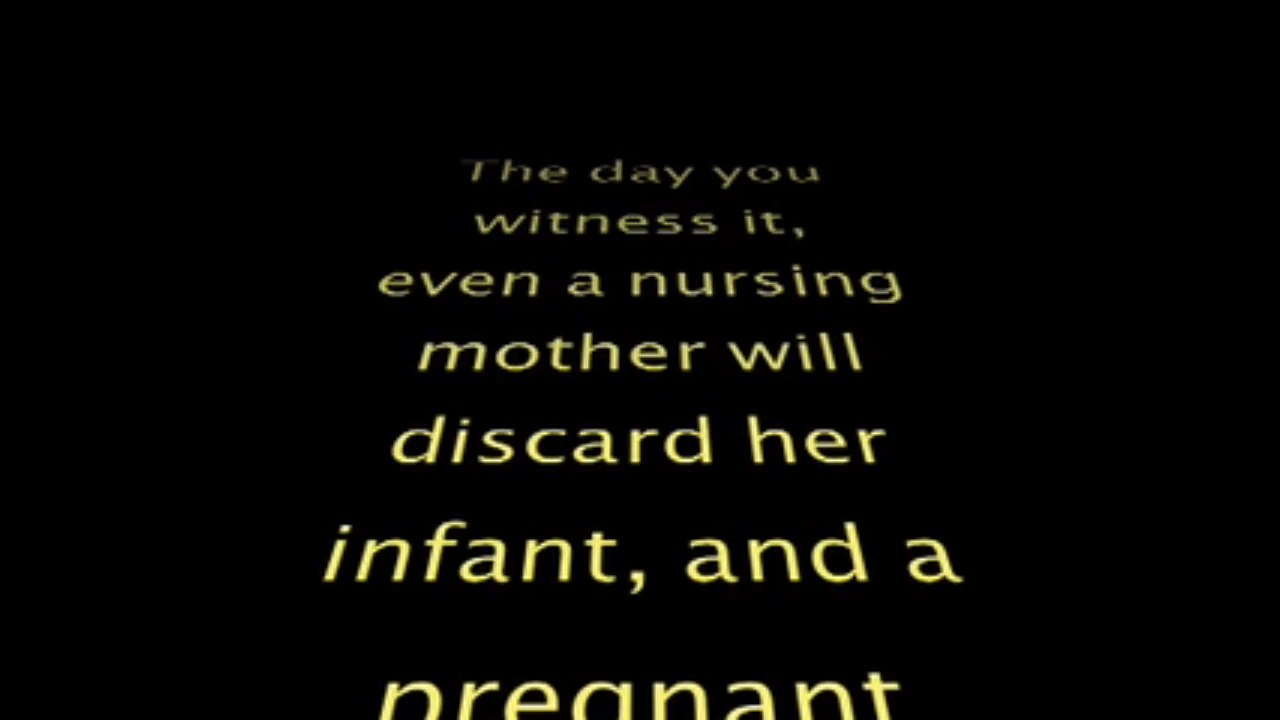 The day you
witness it,
even a nursing
mother will
discard her
infant, and a
pregnant